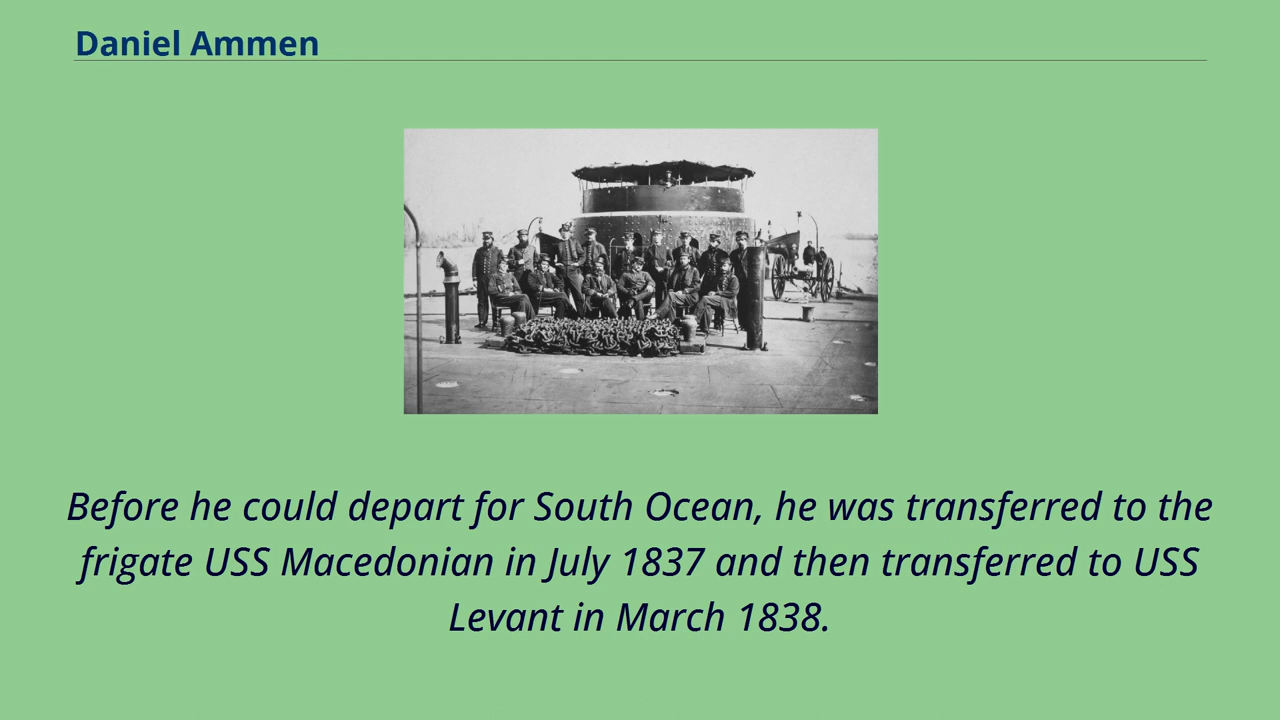 Daniel Ammen
Before he could depart for South Ocean, he was transferred to the
frigate USS Macedonian in July 1837 and then transferred to USS
Levant in March 1838.